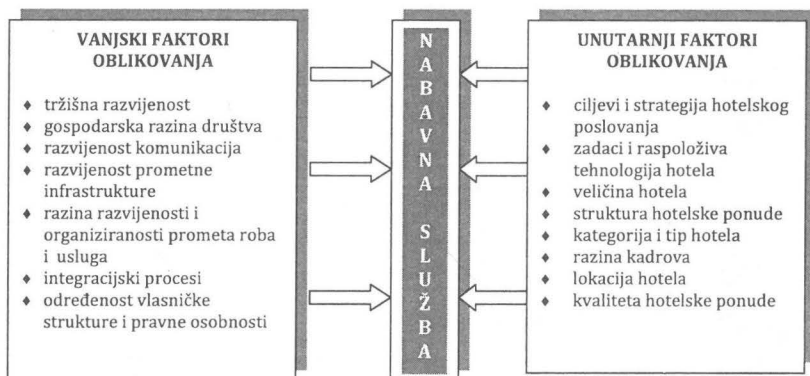 VANJSKI FAKTORI
OBLIKOVANJA
♦ tržišna razvijenost
♦ gospodarska razina društva
♦ razvijenost komunikacija
♦ razvijenost prometne
infrastrukture
♦ razina razvijenosti i
organiziranosti prometa roba
i usluga
♦ integracijski procesi
♦ određenost vlasničke
strukture i pravne osobnosti
NABAVNA SLUŽBA
UNUTARNJI FAKTORI
OBLIKOVANJA
♦ ciljevi i strategija hotelskog
poslovanja
♦ zadaci i raspoloživa
tehnologija hotela
♦ veličina hotela
♦ struktura hotelske ponude
♦ kategorija i tip hotela
♦ razina kadrova
♦ lokacija hotela
♦ kvaliteta hotelske ponude